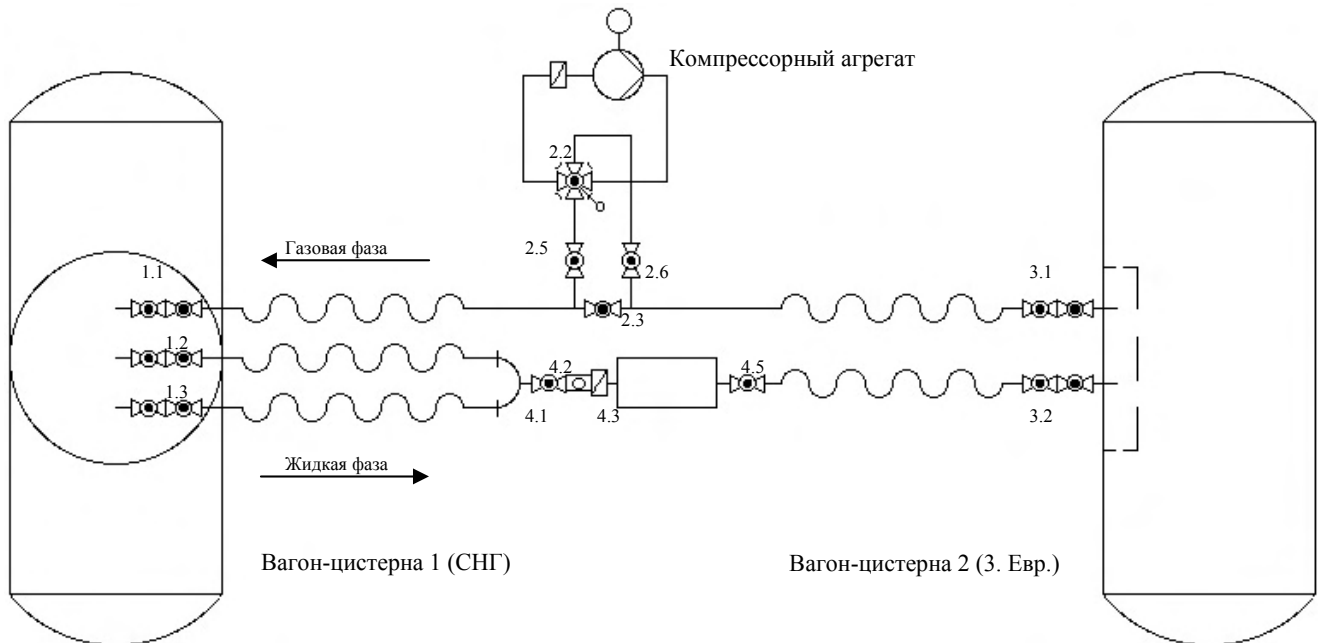 Компрессорный агрегат
2.2
2.5
2.6
Газовая фаза
1.1
3.1
2.3
1.2
4.2
4.5
1.3
4.1
4.3
3.2
Жидкая фаза
Вагон-цистерна 1 (СНГ)
Вагон-цистерна 2 (3. Евр.)